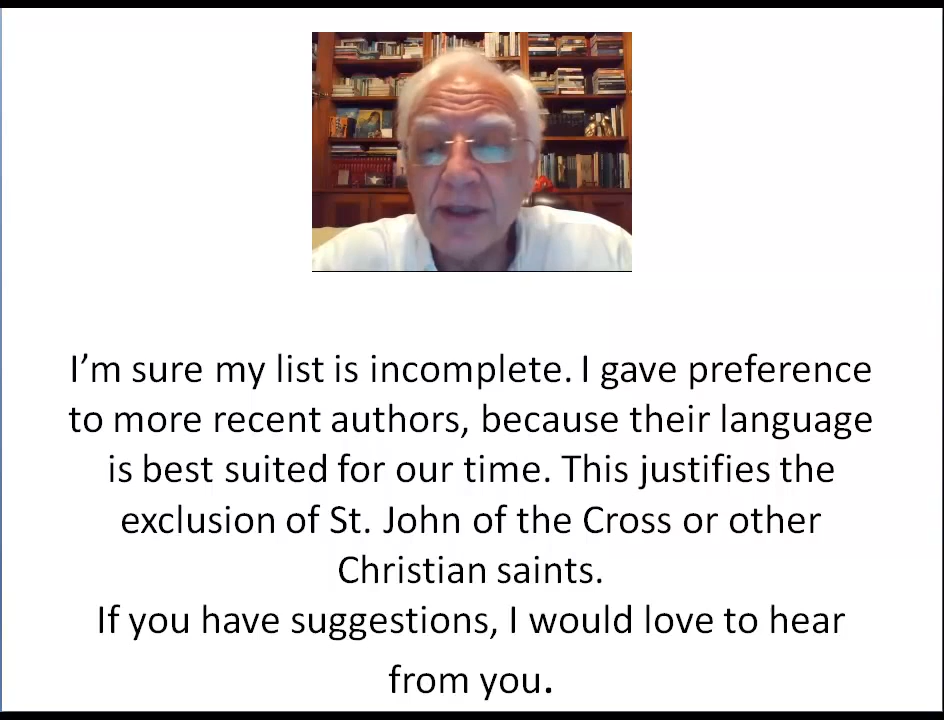 I’m sure my list is incomplete. I gave preference
to more recent authors, because their language
is best suited for our time. This justifies the
exclusion of St. John of the Cross or other
Christian saints.
If you have suggestions, I would love to hear
from you.